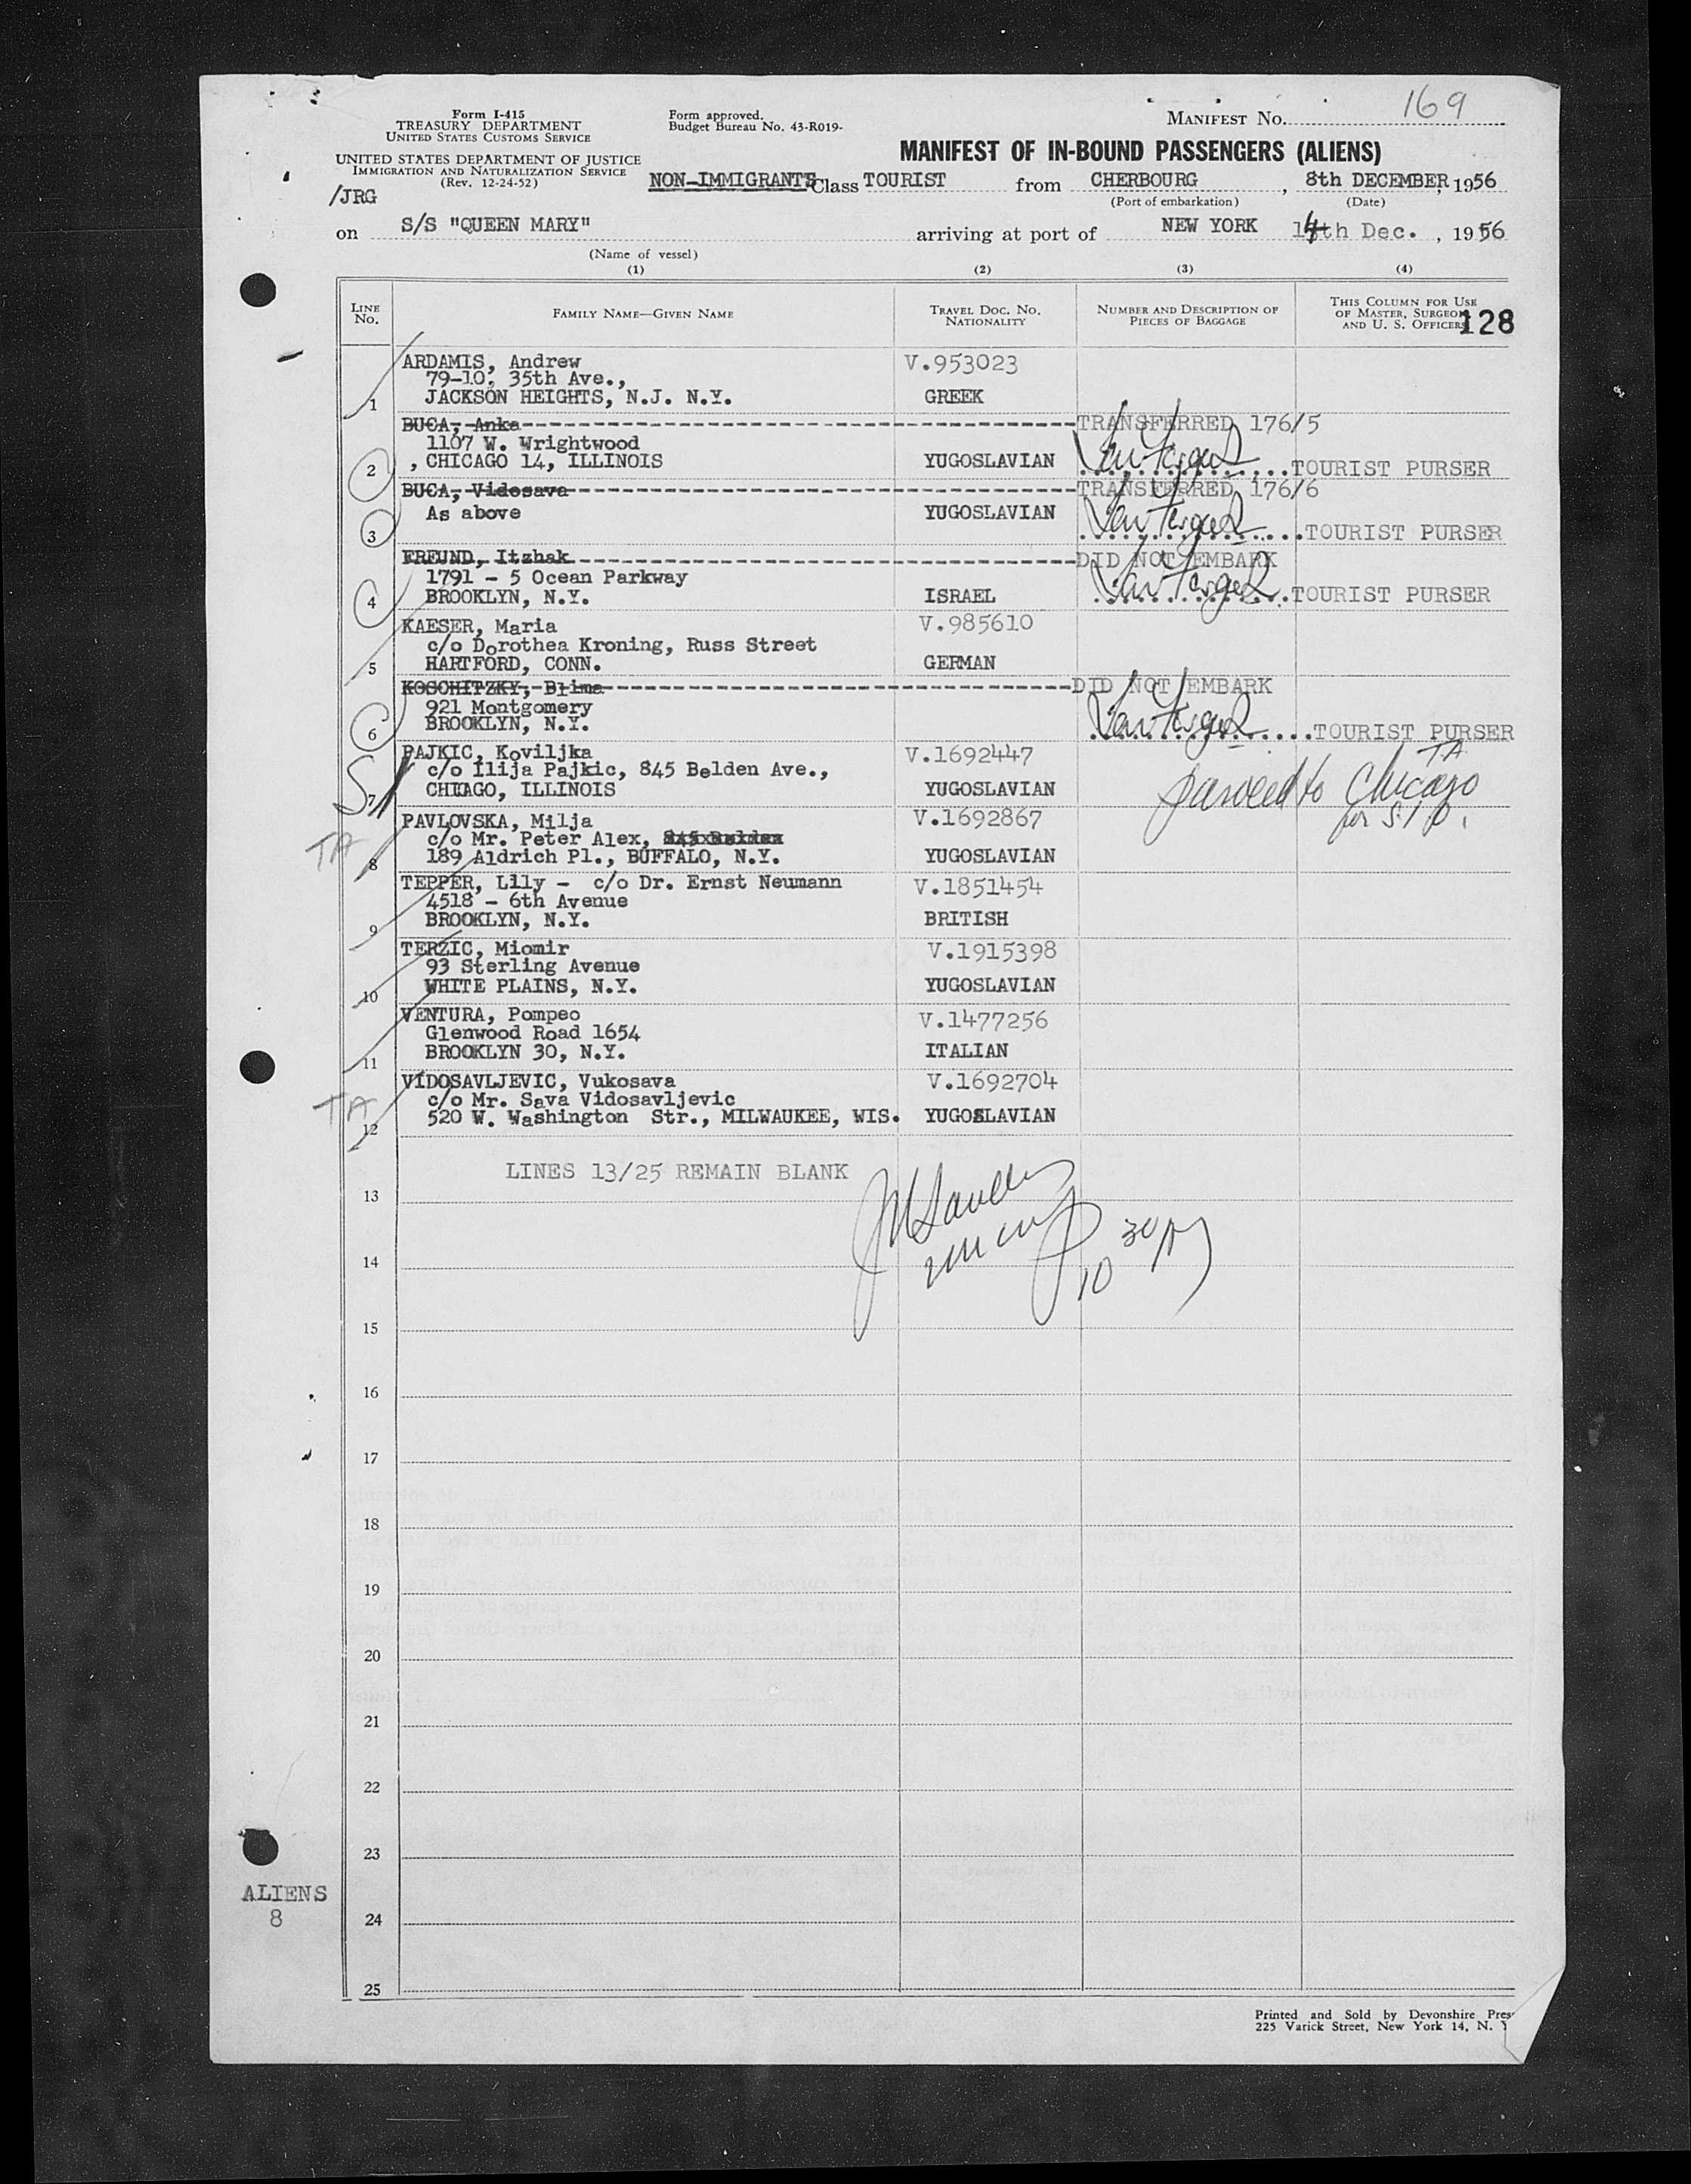 169
Form I-415
TREASURY DEPARTMENT
UNITED STATES CUSTOMS SERVICE
Form approved.
Budget Bureau No. 43-R019-
MANIFEST No.
UNITED STATES DEPARTMENT OF JUSTICE
IMMIGRATION AND NATURALIZATION SERVICE
(Rev. 12-24-52)
MANIFEST OF IN-BOUND PASSENGERS (ALIENS)
/JRG
NON-IMMIGRANTS Class TOURIST from CHERBOURG, 8th DECEMBER, 1956
(Port of embarkation) (Date)
on S/S "QUEEN MARY" arriving at port of NEW YORK 14th Dec. , 1956
(Name of vessel)
(1) (2) (3) (4)
LINE No. FAMILY NAME—GIVEN NAME TRAVEL DOC. No. NATIONALITY NUMBER AND DESCRIPTION OF PIECES OF BAGGAGE THIS COLUMN FOR USE OF MASTER, SURGEON, AND U. S. OFFICERS
128
ARDAMIS, Andrew V.953023
79-10, 35th Ave.,
1 JACKSON HEIGHTS, N.J. N.Y. GREEK
BUCA, Anka TRANSFERRED 176/5
1107 W. Wrightwood
2 , CHICAGO 14, ILLINOIS YUGOSLAVIAN TOURIST PURSER
BUCA, Videsava TRANSFERRED 176/6
As above YUGOSLAVIAN
3 TOURIST PURSER
FREUND, Itzhak DID NOT EMBARK
1791 - 5 Ocean Parkway
4 BROOKLYN, N.Y. ISRAEL TOURIST PURSER
KAESER, Maria V.985610
c/o Dorothea Kroning, Russ Street
5 HARTFORD, CONN. GERMAN
KOSCHITZKY, Blima DID NOT EMBARK
921 Montgomery
6 BROOKLYN, N.Y. TOURIST PURSER
PAJKIC, Koviljka V.1692447 TA
c/o Ilija Pajkic, 845 Belden Ave.,
7 CHIAGO, ILLINOIS YUGOSLAVIAN to Chicago
for S.I.
PAVLOVSKA, Milja V.1692867
TA c/o Mr. Peter Alex,
8 189 Aldrich Pl., BUFFALO, N.Y. YUGOSLAVIAN
TEPPER, Lily - c/o Dr. Ernst Neumann V.1851454
4518 - 6th Avenue
9 BROOKLYN, N.Y. BRITISH
TERZIC, Miomir V.1915398
93 Sterling Avenue
10 WHITE PLAINS, N.Y. YUGOSLAVIAN
VENTURA, Pompeo V.1477256
Glenwood Road 1654
11 BROOKLYN 30, N.Y. ITALIAN
VIDOSAVLJEVIC, Vukosava V.1692704
TA c/o Mr. Sava Vidosavljevic
12 520 W. Washington Str., MILWAUKEE, WIS. YUGOSLAVIAN
LINES 13/25 REMAIN BLANK
13
10 30
14
15
16
17
18
19
20
21
22
23
ALIENS
8
24
25
Printed and Sold by Devonshire Press
225 Varick Street, New York 14, N. Y